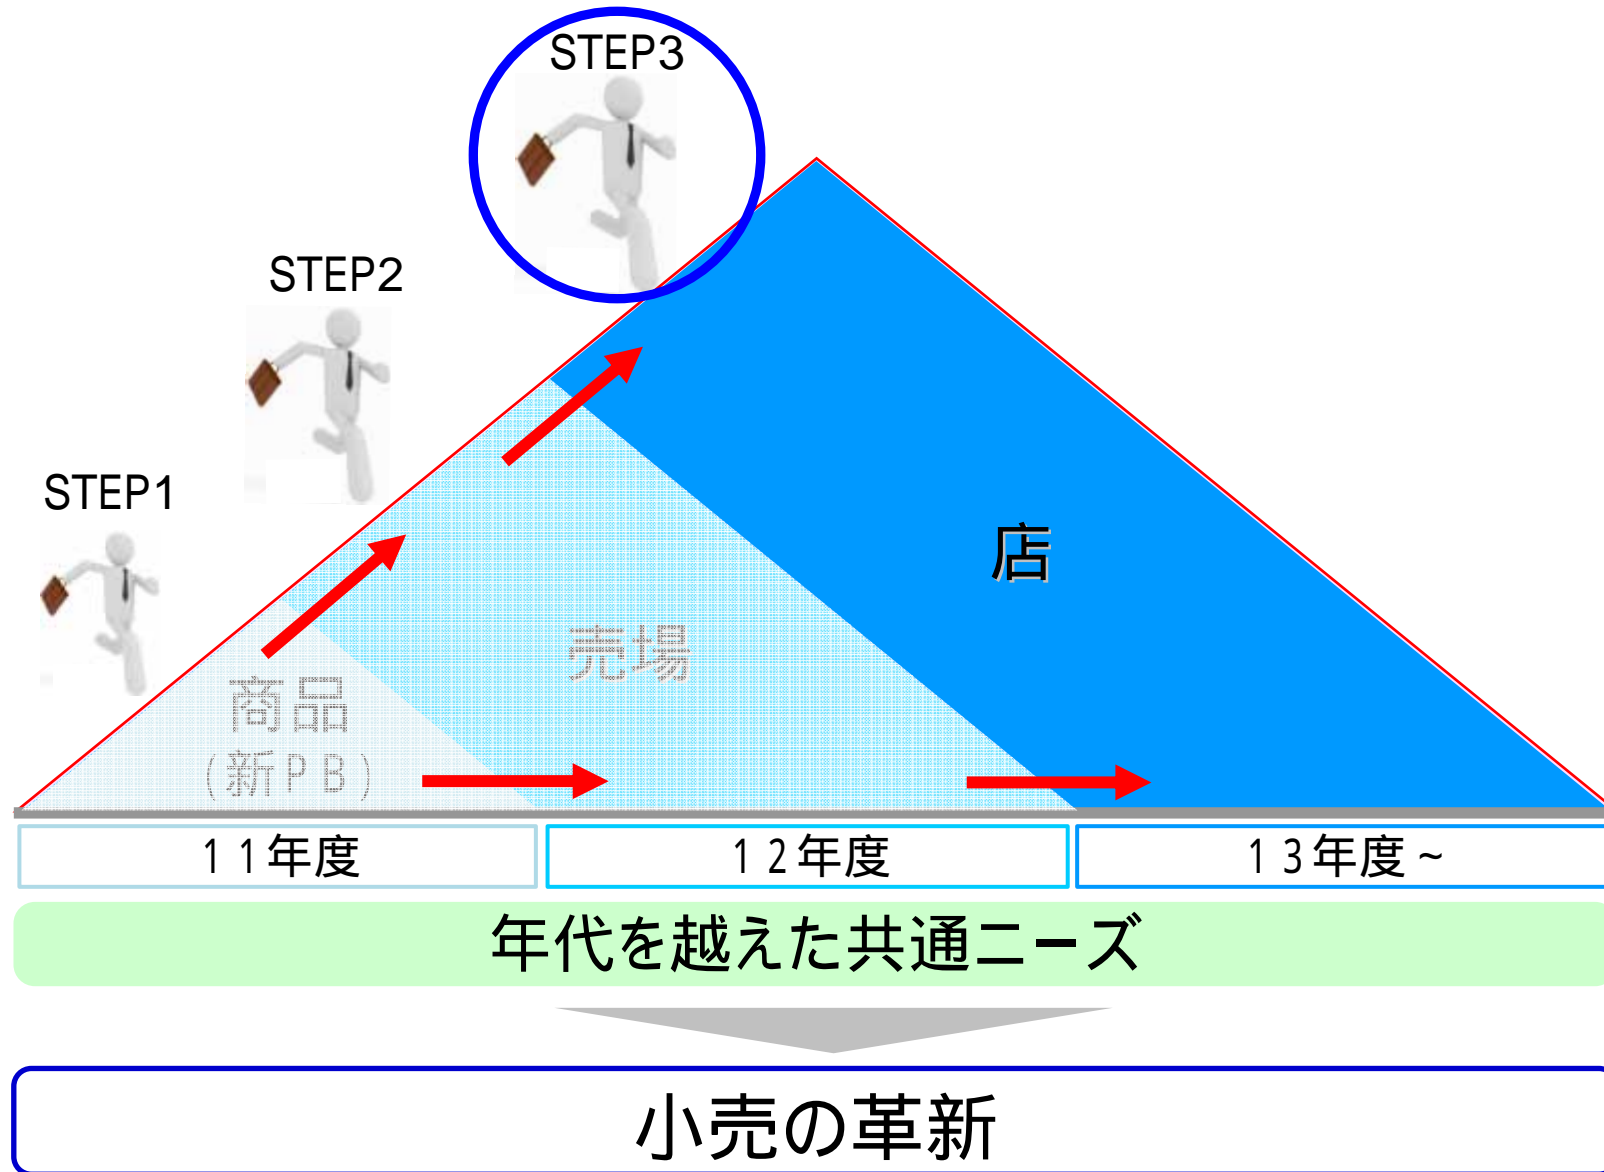 STEP3
STEP2
STEP1
店
売場
商品
(新ＰＢ)
１１年度
１２年度
１３年度~
年代を越えた共通ニーズ
小売の革新